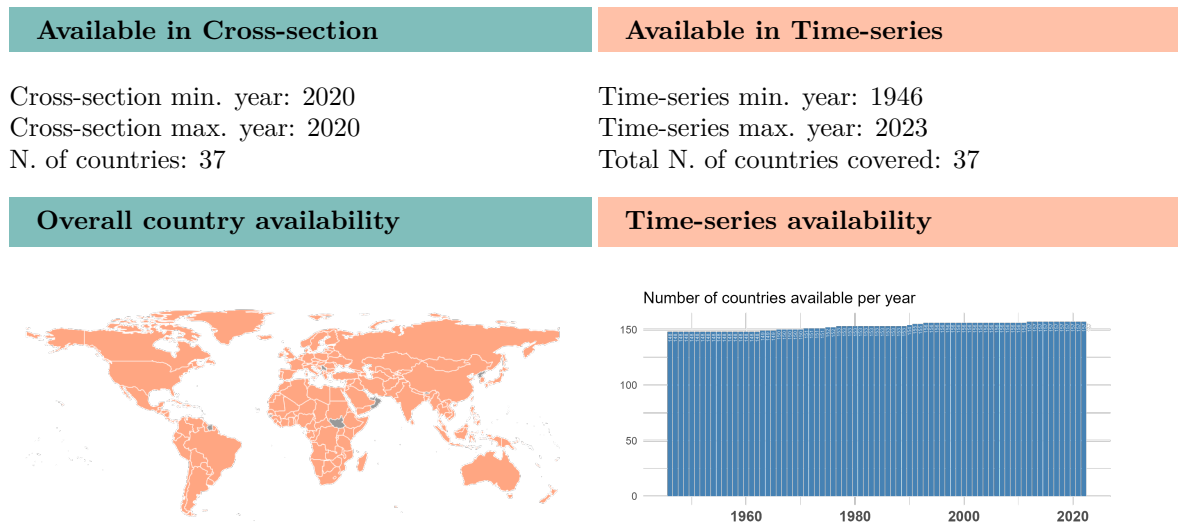 Available in Cross-section
Available in Time-series
Cross-section min. year: 2020
Cross-section max. year: 2020
N. of countries: 37
Time-series min. year: 1946
Time-series max. year: 2023
Total N. of countries covered: 37
Overall country availability
Time-series availability
Number of countries available per year
150
100
50
0
1960
1980
2000
2020